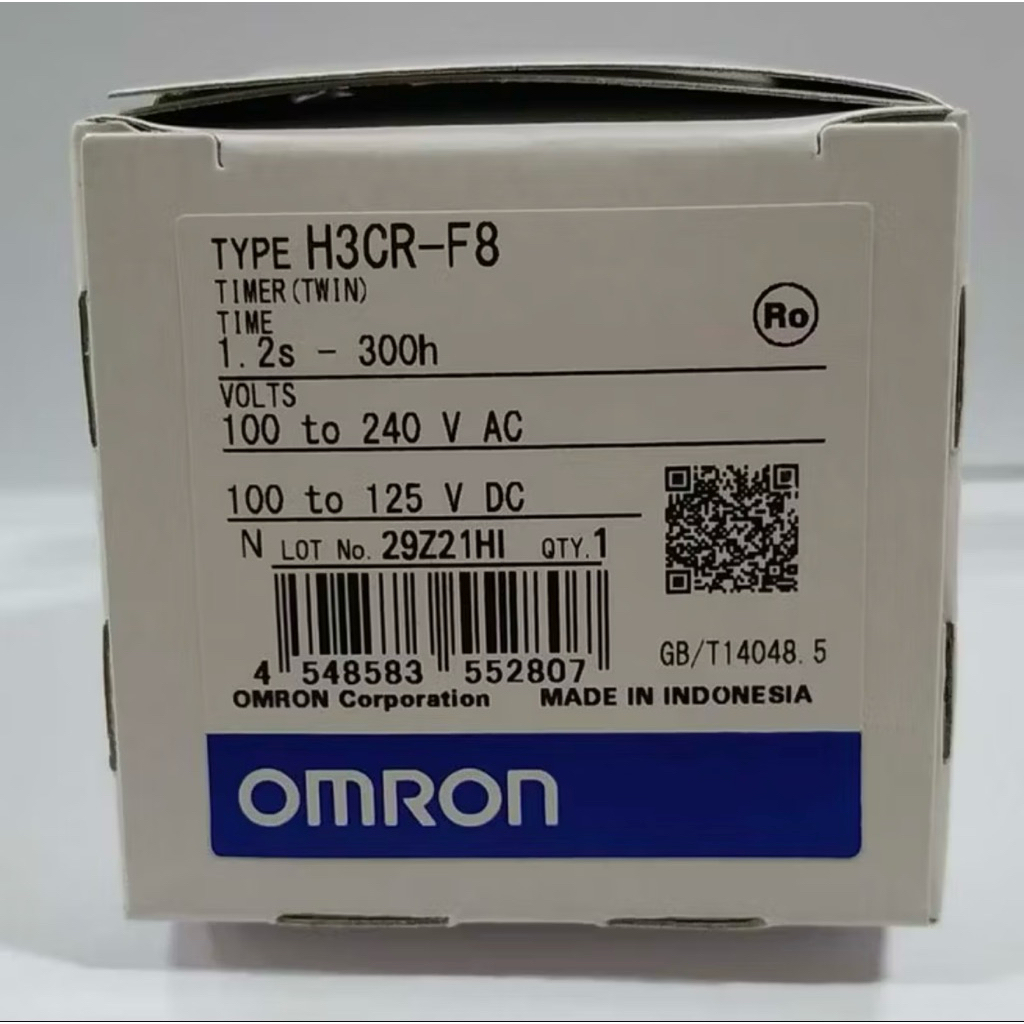 TYPE H3CR-F8
TIMER(TWIN)
TIME
1.2s - 300h
Ro
VOLTS
100 to 240 V AC
100 to 125 V DC
N LOT No. 29Z21HI QTY.1
4 548583 552807
GB/T14048.5
OMRON Corporation MADE IN INDONESIA
OMRON